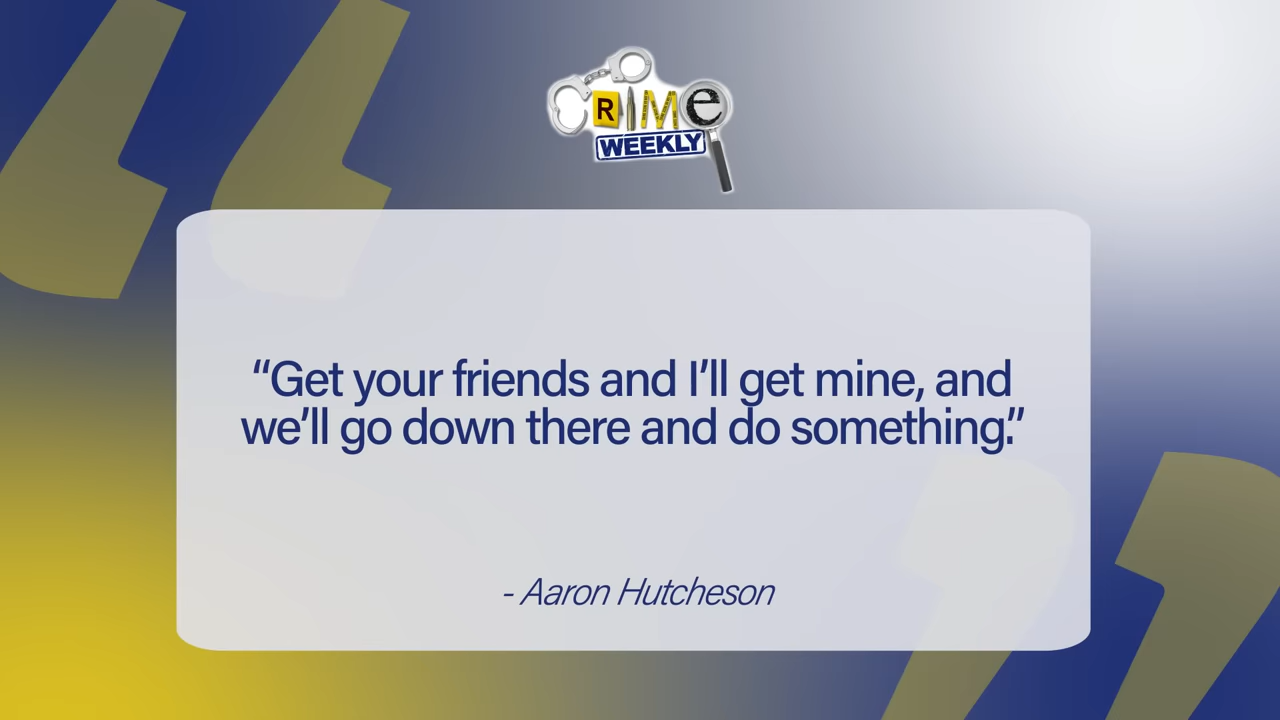 CRIMe
WEEKLY
“Get your friends and I’ll get mine, and
we’ll go down there and do something.”
- Aaron Hutcheson